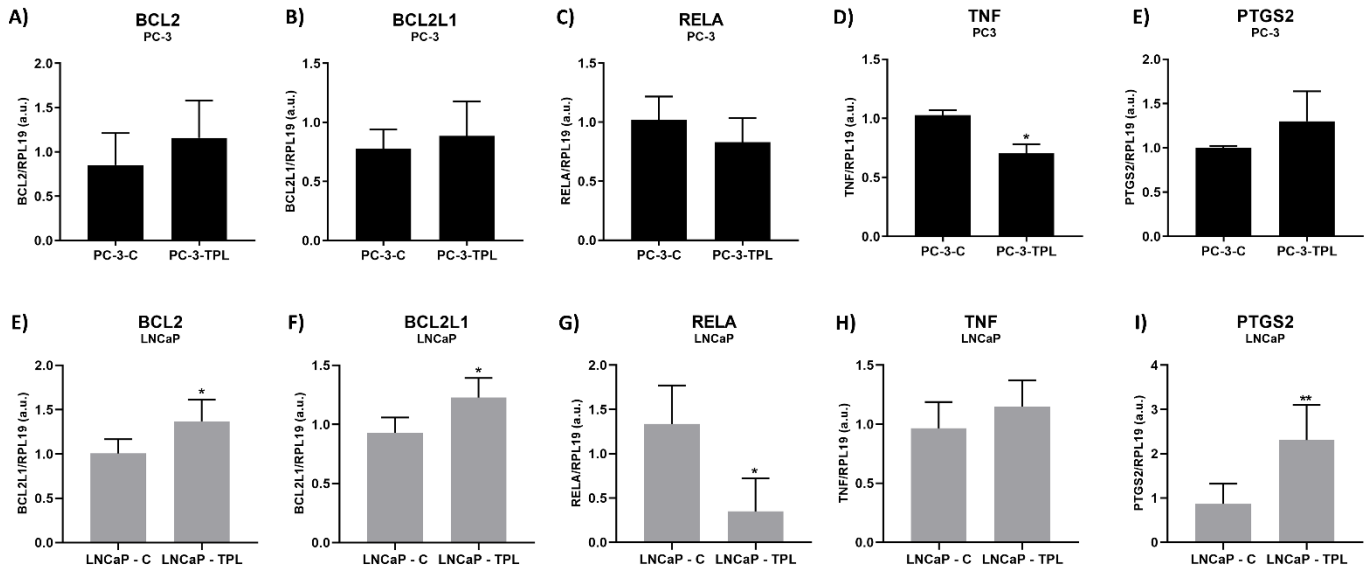 A)
BCL2
PC-3
BCL2/RPL19 (a.u.)
2.0
1.5
1.0
0.5
0.0
PC-3-C PC-3-TPL
B)
BCL2L1
PC-3
BCL2L1/RPL19 (a.u.)
1.5
1.0
0.5
0.0
PC-3-C PC-3-TPL
C)
RELA
PC-3
RELA/RPL19 (a.u.)
1.5
1.0
0.5
0.0
PC-3-C PC-3-TPL
D)
TNF
PC3
TNF/RPL19 (a.u.)
1.5
1.0
0.5
0.0
*
PC-3-C PC-3-TPL
E)
PTGS2
PC-3
PTGS2/RPL19 (a.u.)
2.0
1.5
1.0
0.5
0.0
PC-3-C PC-3-TPL
E)
BCL2
LNCaP
BCL2L1/RPL19 (a.u.)
2.0
1.5
1.0
0.5
0.0
*
LNCaP - C LNCaP - TPL
F)
BCL2L1
LNCaP
BCL2L1/RPL19 (a.u.)
1.5
1.0
0.5
0.0
*
LNCaP - C LNCaP - TPL
G)
RELA
LNCaP
RELA/RPL19 (a.u.)
2.0
1.5
1.0
0.5
0.0
*
LNCaP - C LNCaP - TPL
H)
TNF
LNCaP
TNF/RPL19 (a.u.)
1.5
1.0
0.5
0.0
LNCaP - C LNCaP - TPL
I)
PTGS2
LNCaP
PTGS2/RPL19 (a.u.)
4
3
2
1
0
**
LNCaP - C LNCaP - TPL